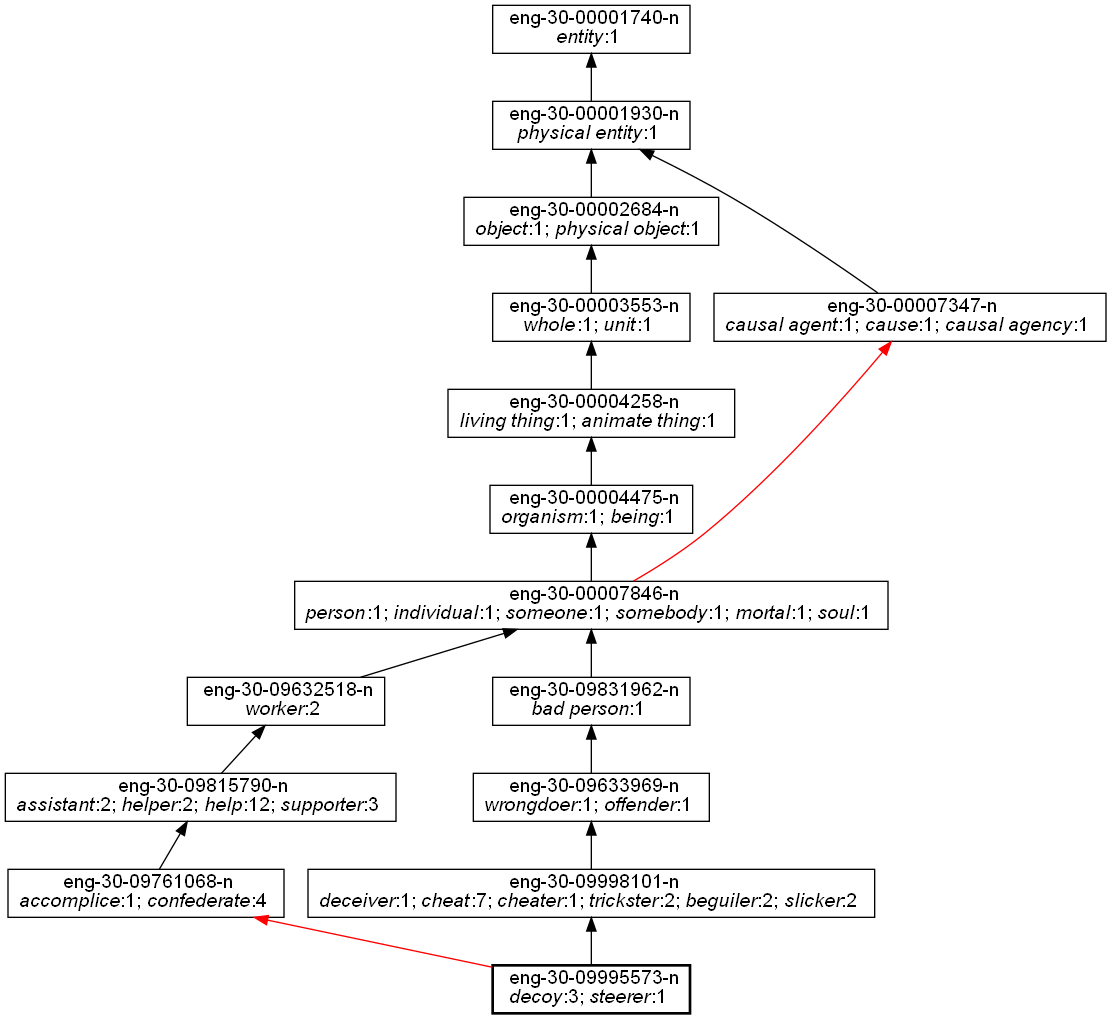 eng-30-00001740-n
entity:1
eng-30-00001930-n
physical entity:1
eng-30-00002684-n
object:1; physical object:1
eng-30-00003553-n
whole:1; unit:1
eng-30-00007347-n
causal agent:1; cause:1; causal agency:1
eng-30-00004258-n
living thing:1; animate thing:1
eng-30-00004475-n
organism:1; being:1
eng-30-00007846-n
person:1; individual:1; someone:1; somebody:1; mortal:1; soul:1
eng-30-09632518-n
worker:2
eng-30-09831962-n
bad person:1
eng-30-09815790-n
assistant:2; helper:2; help:12; supporter:3
eng-30-09633969-n
wrongdoer:1; offender:1
eng-30-09761068-n
accomplice:1; confederate:4
eng-30-09998101-n
deceiver:1; cheat:7; cheater:1; trickster:2; beguiler:2; slicker:2
eng-30-09995573-n
decoy:3; steerer:1